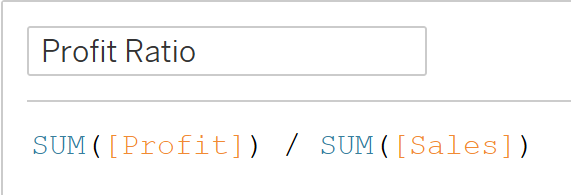 Profit Ratio
SUM([Profit]) / SUM([Sales])